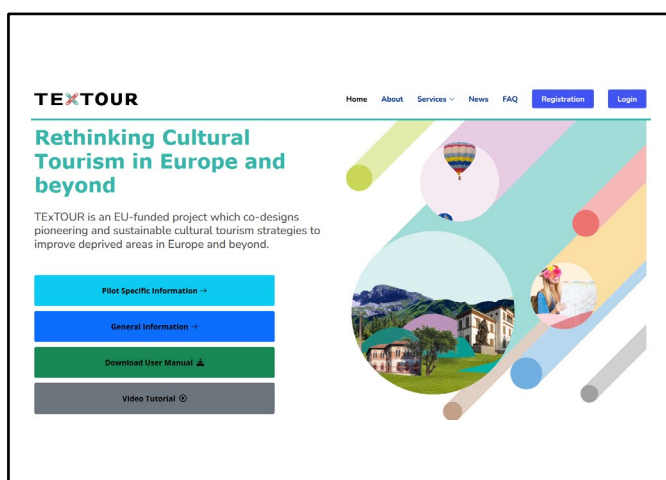 TExTOUR
Home About Services News FAQ Registration Login
Rethinking Cultural
Tourism in Europe and
beyond
TExTOUR is an EU-funded project which co-designs
pioneering and sustainable cultural tourism strategies to
improve deprived areas in Europe and beyond.
Pilot Specific Information →
General Information →
Download User Manual
Video Tutorial